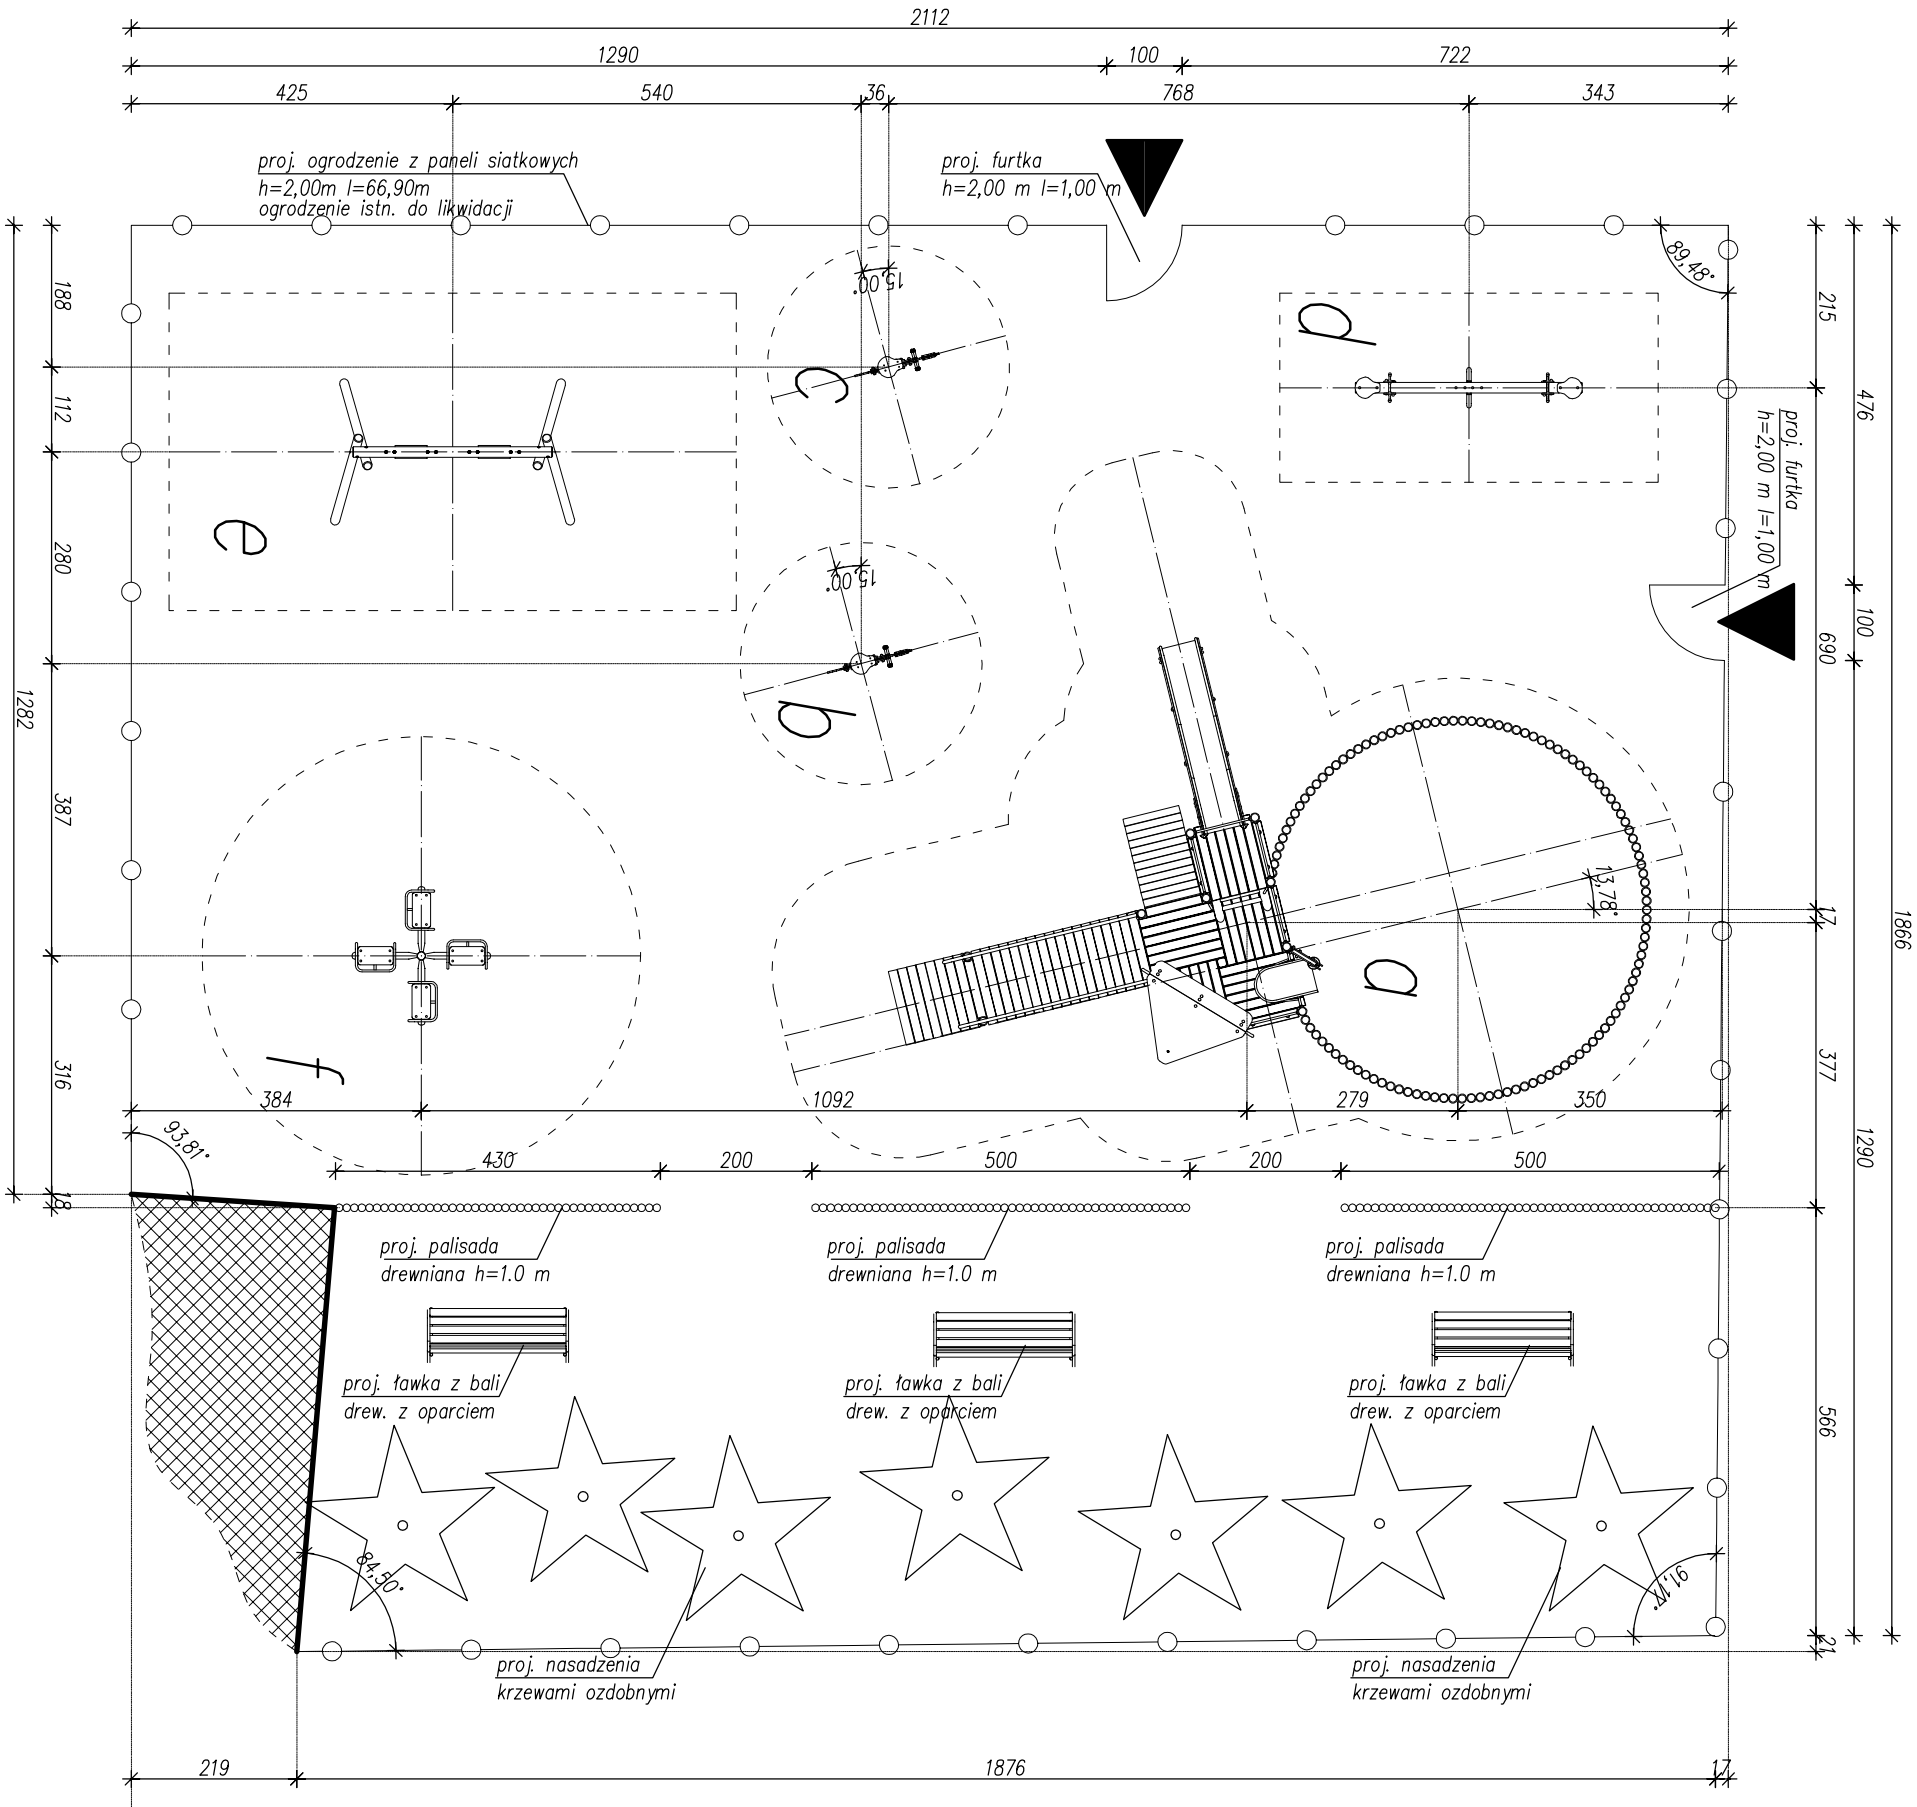 2112
1290 100 722
425 540 36 768 343
proj. ogrodzenie z paneli siatkowych
h=2,00m l=66,90m
ogrodzenie istn. do likwidacji
proj. furtka
h=2,00 m l=1,00 m
15,00°
89,48°
188
112
280
387
316
18
1282
215
690
17
377
566
21
476
100
1290
1866
proj. furtka
h=2,00 m l=1,00 m
c
d
e
15,00°
b
13,78°
a
f
384 1092 279 350
93,81°
430 200 500 200 500
proj. palisada
drewniana h=1.0 m
proj. palisada
drewniana h=1.0 m
proj. palisada
drewniana h=1.0 m
proj. ławka z bali
drew. z oparciem
proj. ławka z bali
drew. z oparciem
proj. ławka z bali
drew. z oparciem
84,50°
91,17°
proj. nasadzenia
krzewami ozdobnymi
proj. nasadzenia
krzewami ozdobnymi
219 1876 17